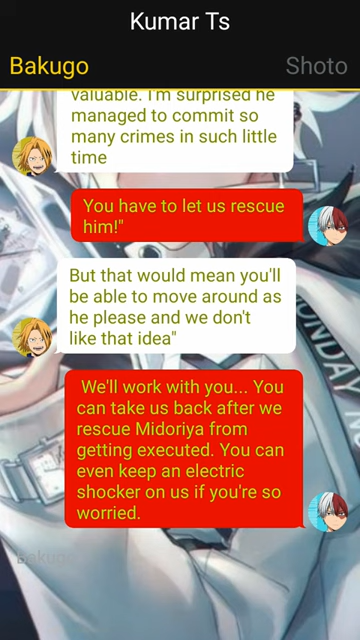 Kumar Ts
Bakugo
Shoto
valuable. I'm surprised he
managed to commit so
many crimes in such little
time
You have to let us rescue
him!"
But that would mean you'll
be able to move around as
he please and we don't
like that idea"
We'll work with you... You
can take us back after we
rescue Midoriya from
getting executed. You can
even keep an electric
shocker on us if you're so
worried.
Bakugo